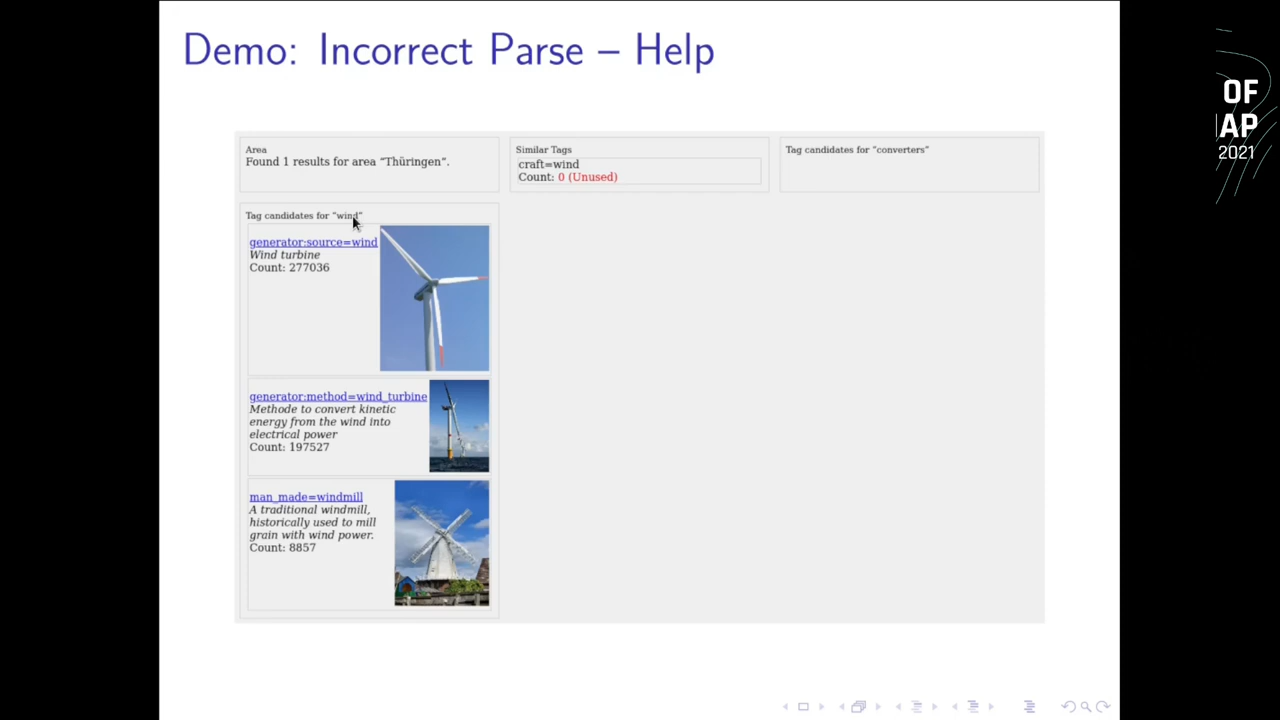 Demo: Incorrect Parse – Help
OF
AP
2021
Area
Found 1 results for area "Thüringen".
Similar Tags
craft=wind
Count: 0 (Unused)
Tag candidates for "converters"
Tag candidates for "wind"
generator:source=wind
Wind turbine
Count: 277036
generator:method=wind_turbine
Methode to convert kinetic
energy from the wind into
electrical power
Count: 197527
man_made=windmill
A traditional windmill,
historically used to mill
grain with wind power.
Count: 8857